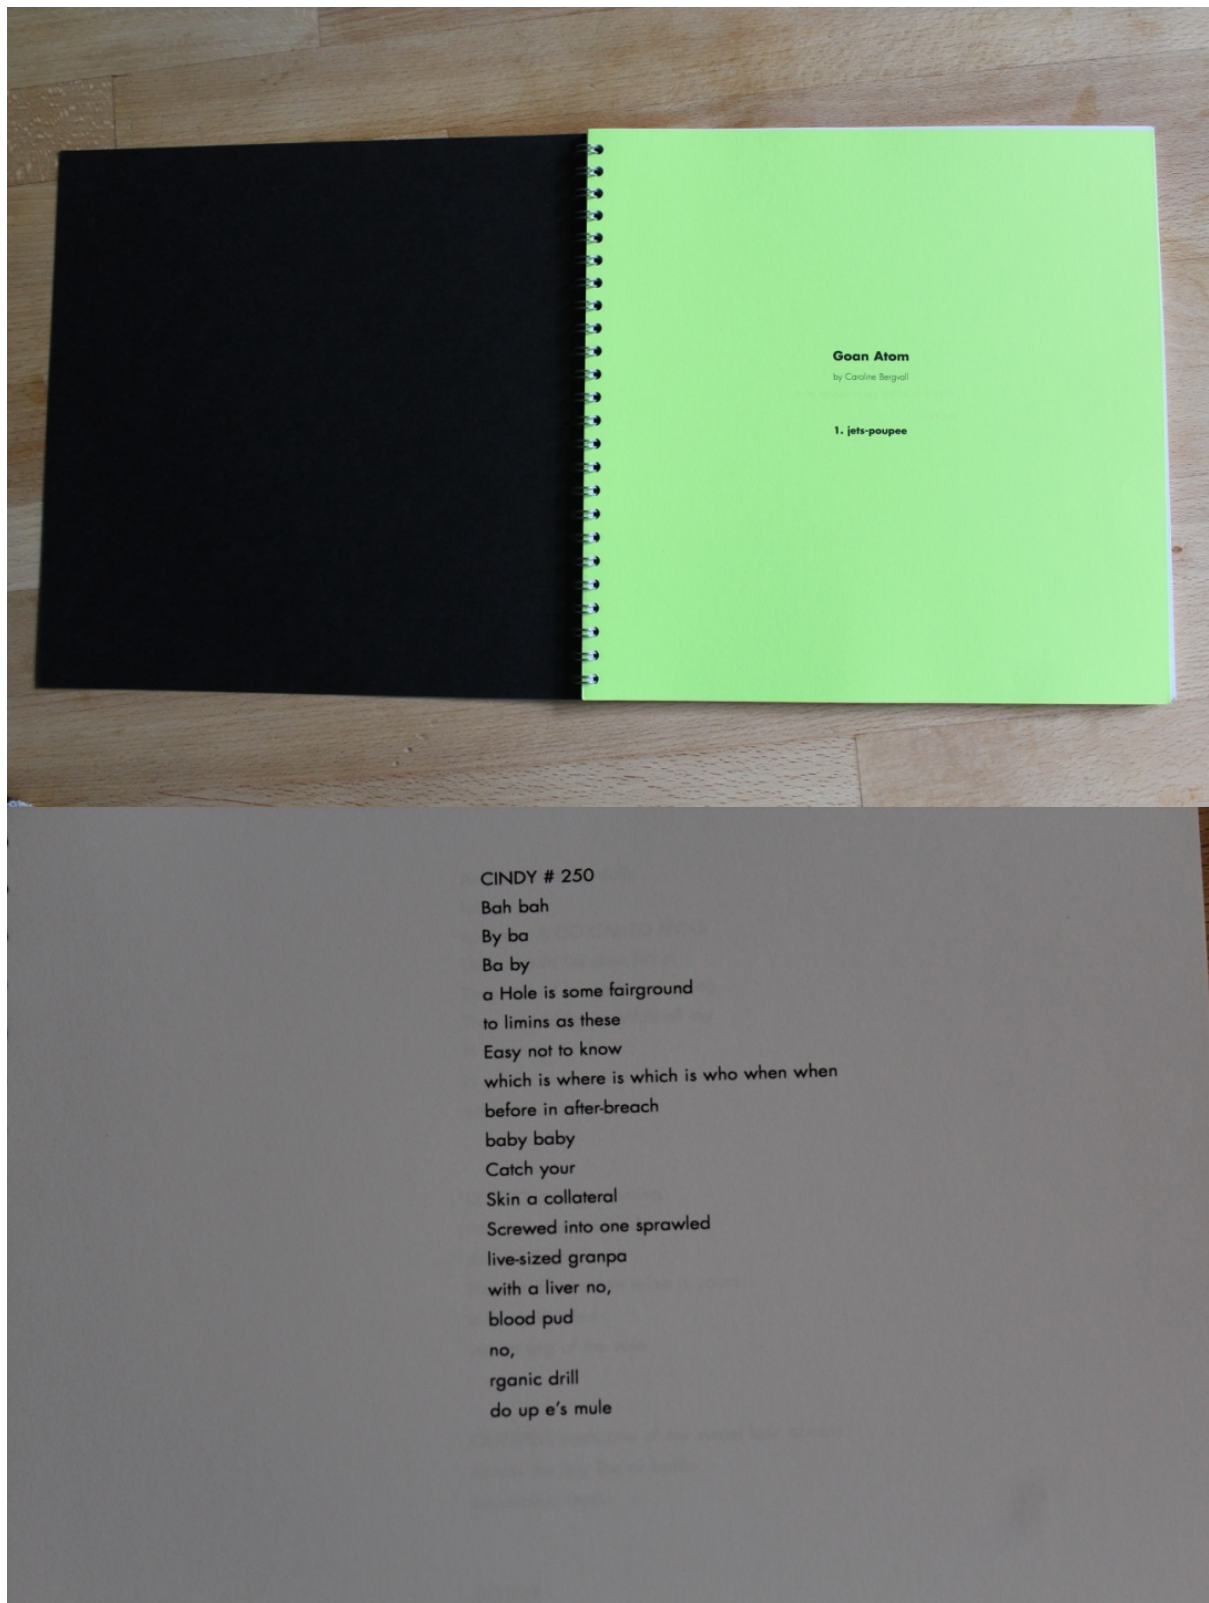 Goan Atom
by Caroline Bergvall
1. jets-poupee
CINDY # 250
Bah bah
By ba
Ba by
a Hole is some fairground
to limins as these
Easy not to know
which is where is which is who when when
before in after-breach
baby baby
Catch your
Skin a collateral
Screwed into one sprawled
live-sized granpa
with a liver no,
blood pud
no,
rganic drill
do up e's mule